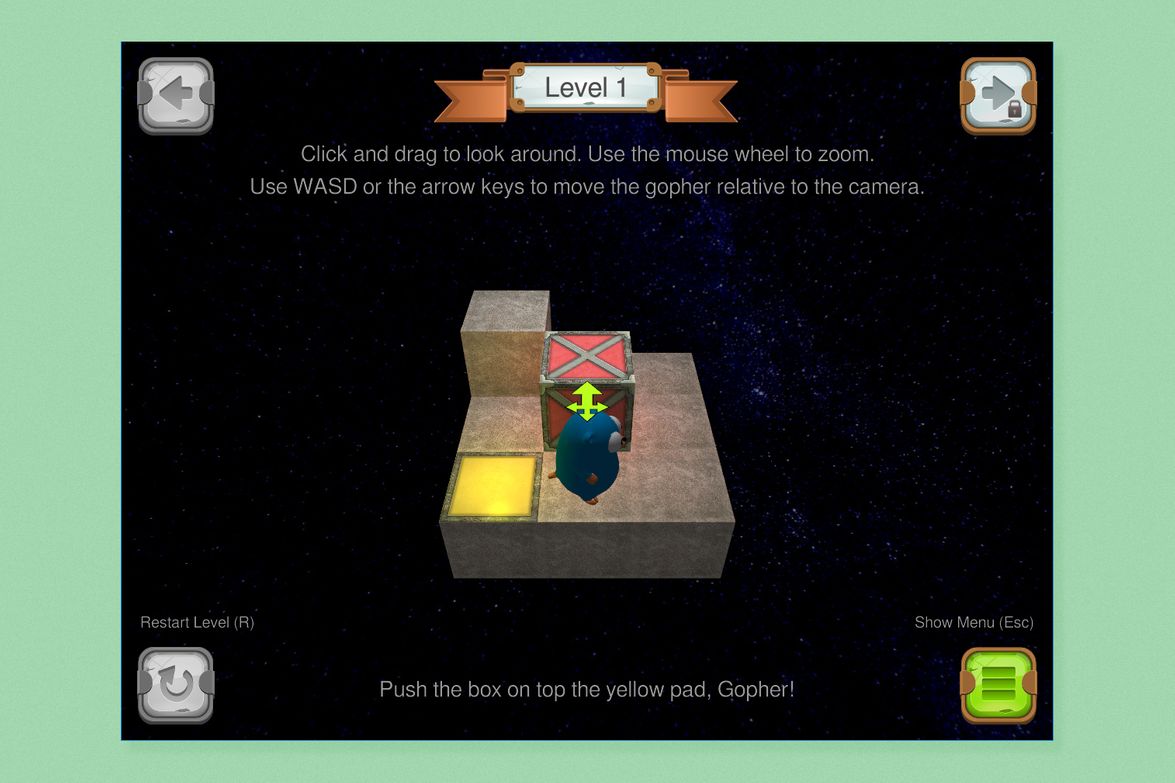 Level 1
Click and drag to look around. Use the mouse wheel to zoom.
Use WASD or the arrow keys to move the gopher relative to the camera.
Restart Level (R)
Show Menu (Esc)
Push the box on top the yellow pad, Gopher!